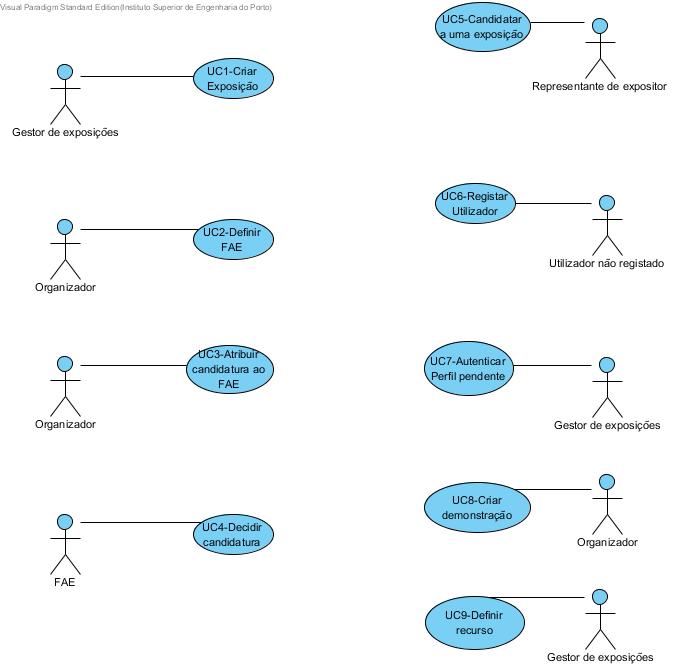 Visual Paradigm Standard Edition(Instituto Superior de Engenharia do Porto)
UC1-Criar
Exposição
Gestor de exposições
UC2-Definir
FAE
Organizador
UC3-Atribuir
candidatura ao
FAE
Organizador
UC4-Decidir
candidatura
FAE
UC5-Candidatar
a uma exposição
Representante de expositor
UC6-Registar
Utilizador
Utilizador não registado
UC7-Autenticar
Perfil pendente
Gestor de exposições
UC8-Criar
demonstração
Organizador
UC9-Definir
recurso
Gestor de exposições